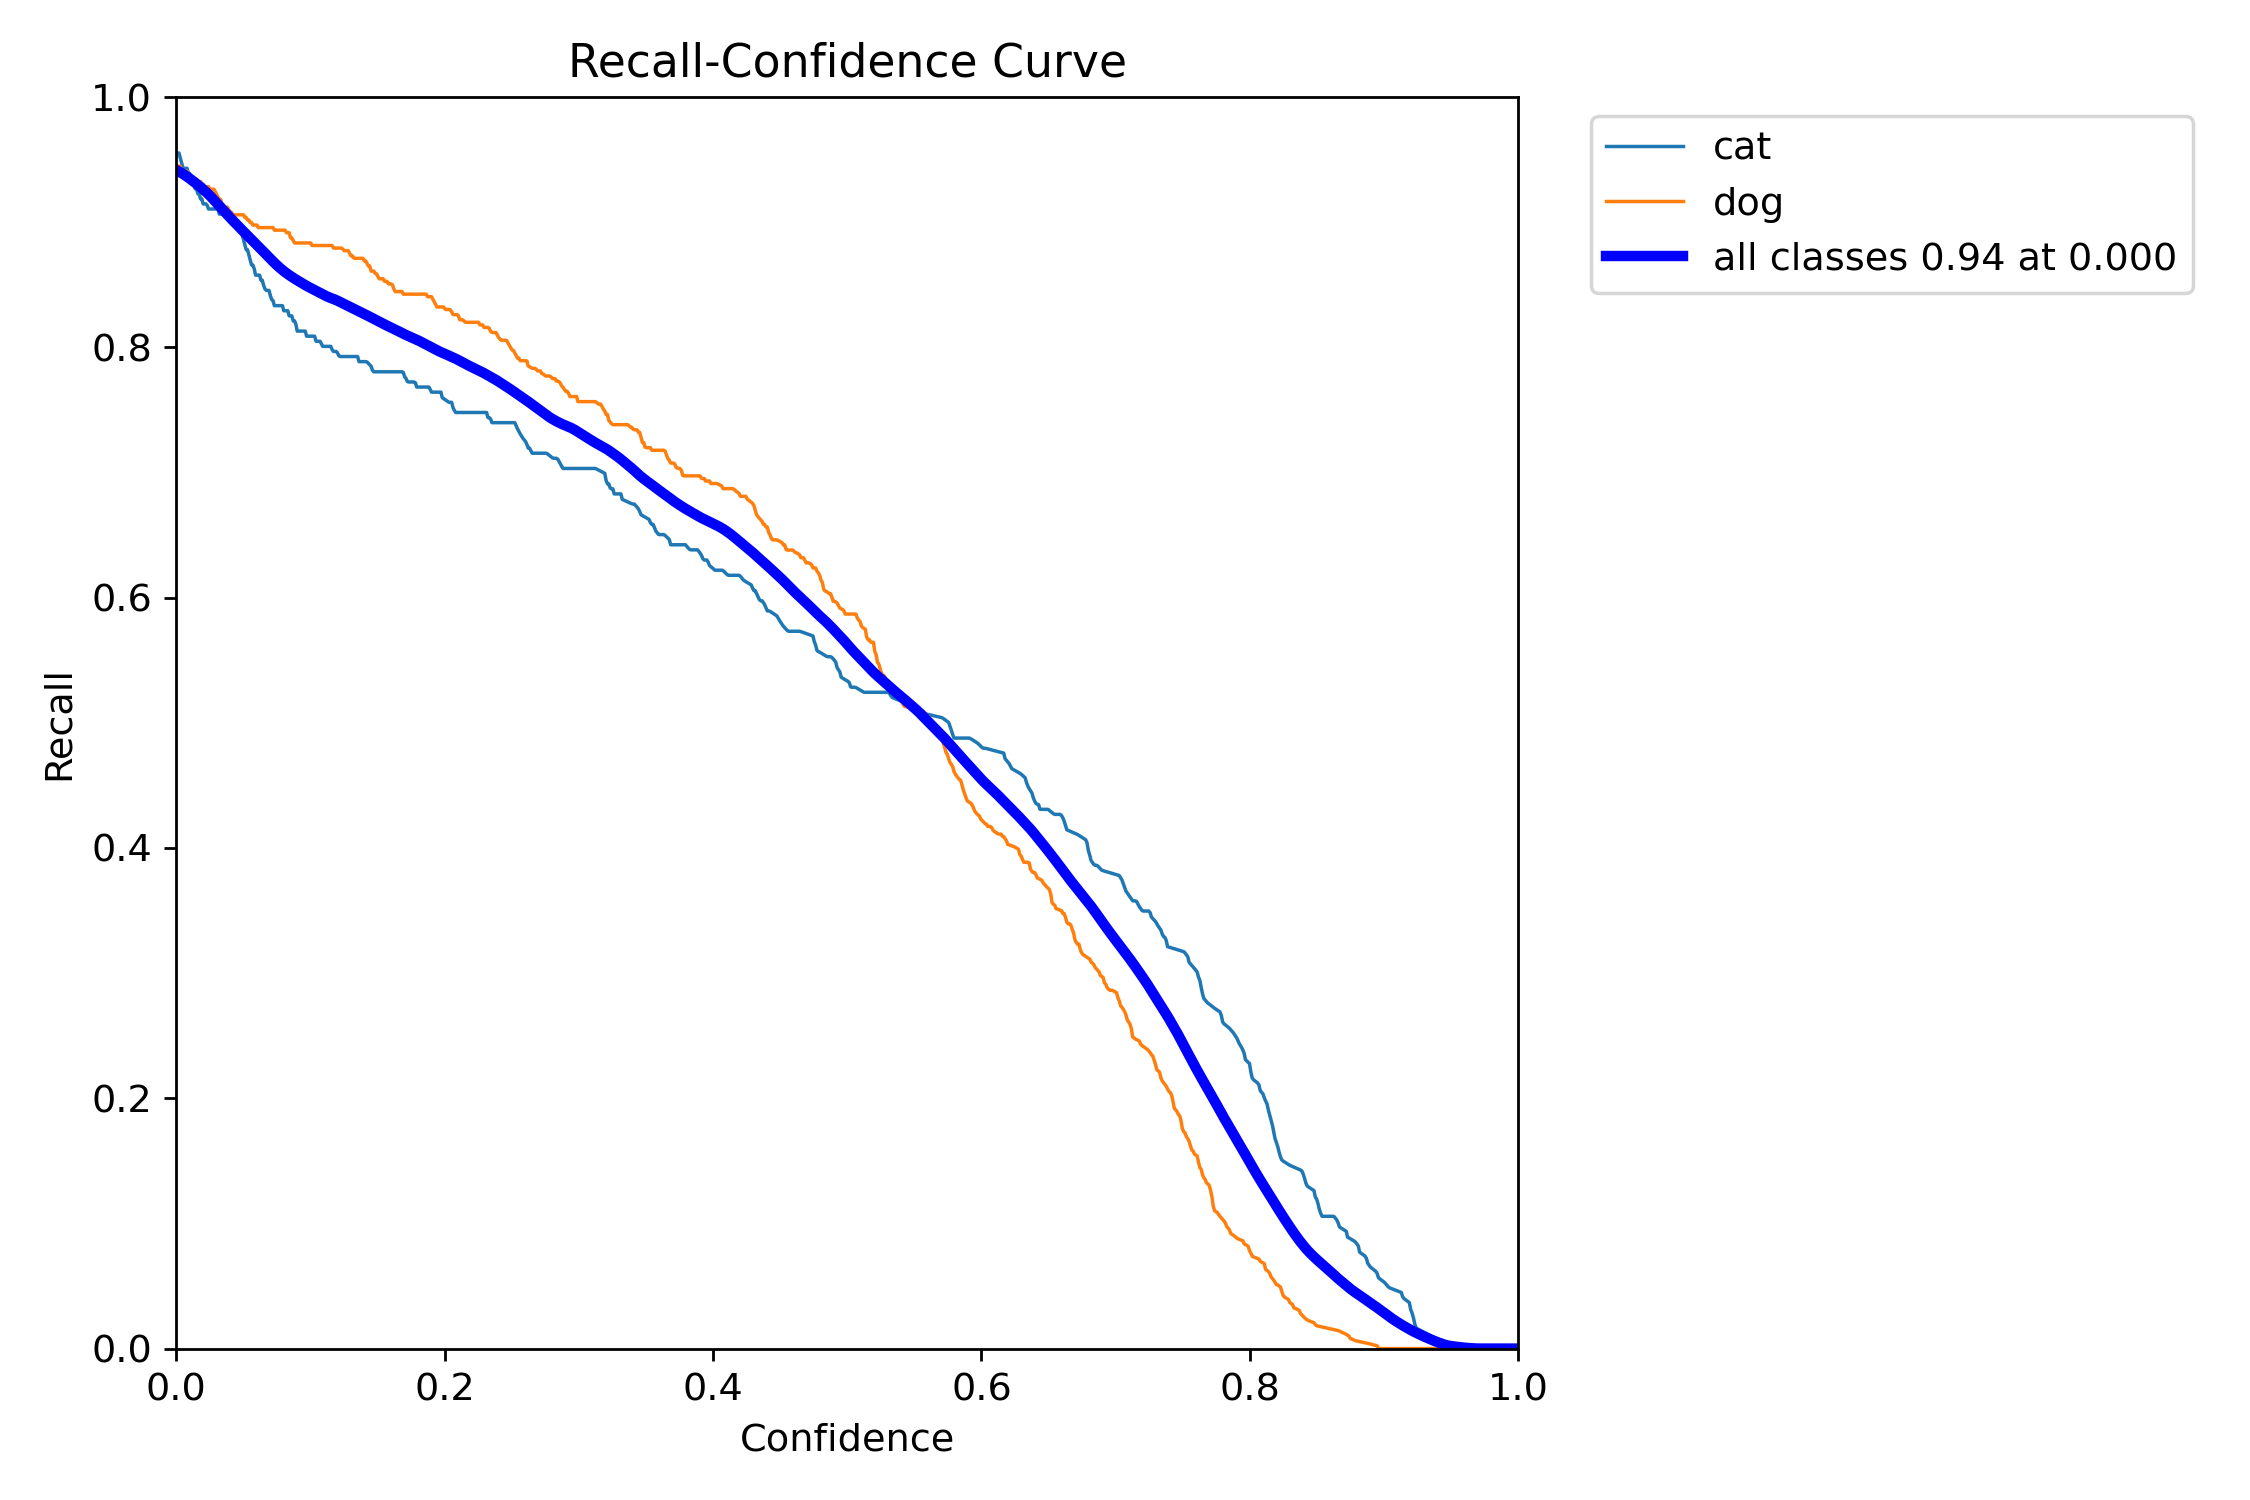 Recall-Confidence Curve
1.0
0.8
0.6
0.4
0.2
0.0
Recall
0.0 0.2 0.4 0.6 0.8 1.0
Confidence
cat
dog
all classes 0.94 at 0.000